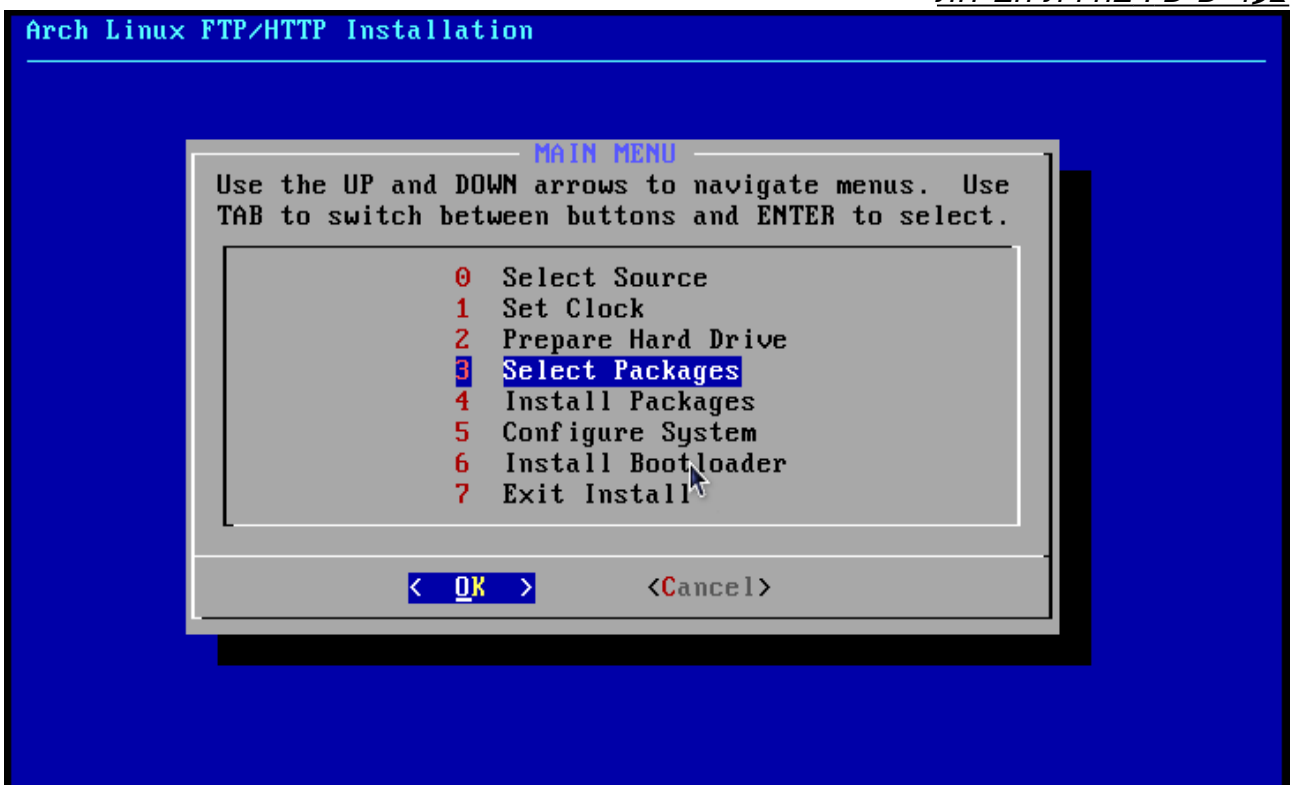 Arch Linux FTP/HTTP Installation
MAIN MENU
Use the UP and DOWN arrows to navigate menus.  Use
TAB to switch between buttons and ENTER to select.
0 Select Source
1 Set Clock
2 Prepare Hard Drive
3 Select Packages
4 Install Packages
5 Configure System
6 Install Bootloader
7 Exit Install
< OK > <Cancel>